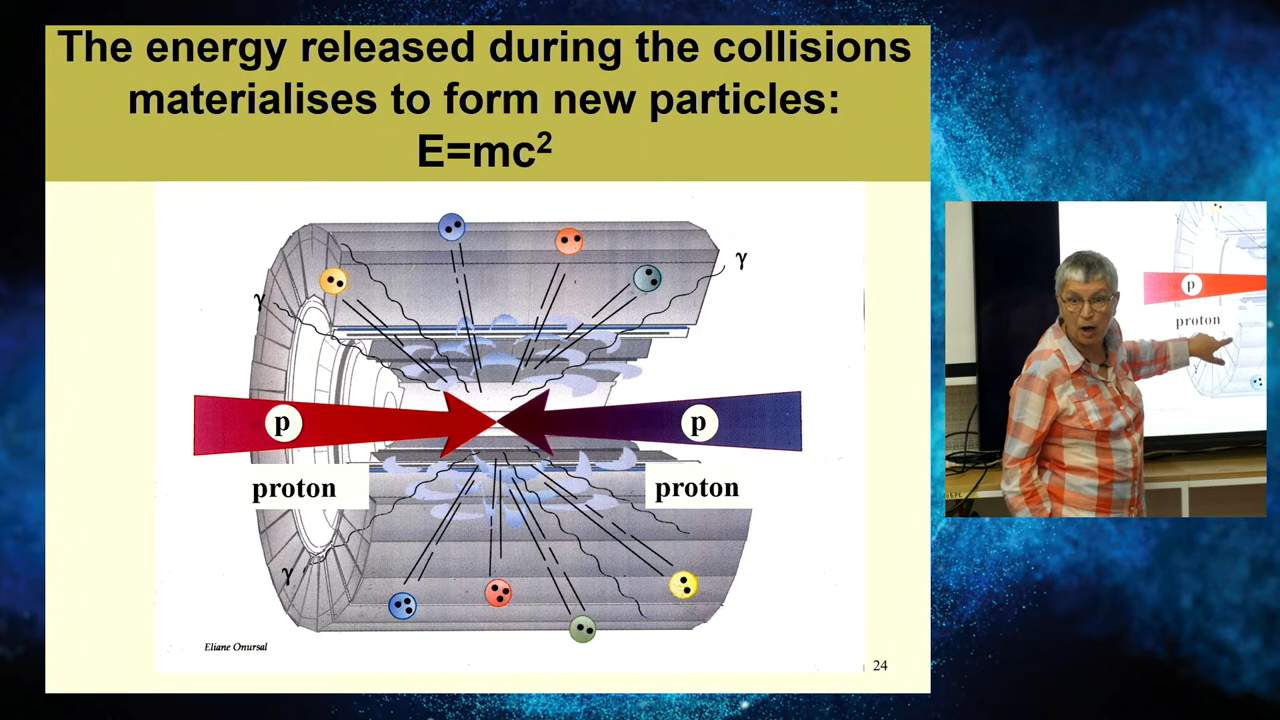 The energy released during the collisions
materialises to form new particles:
E=mc²
γ
γ
p
p
proton
proton
γ
Eliane Onursal
24
p
proton